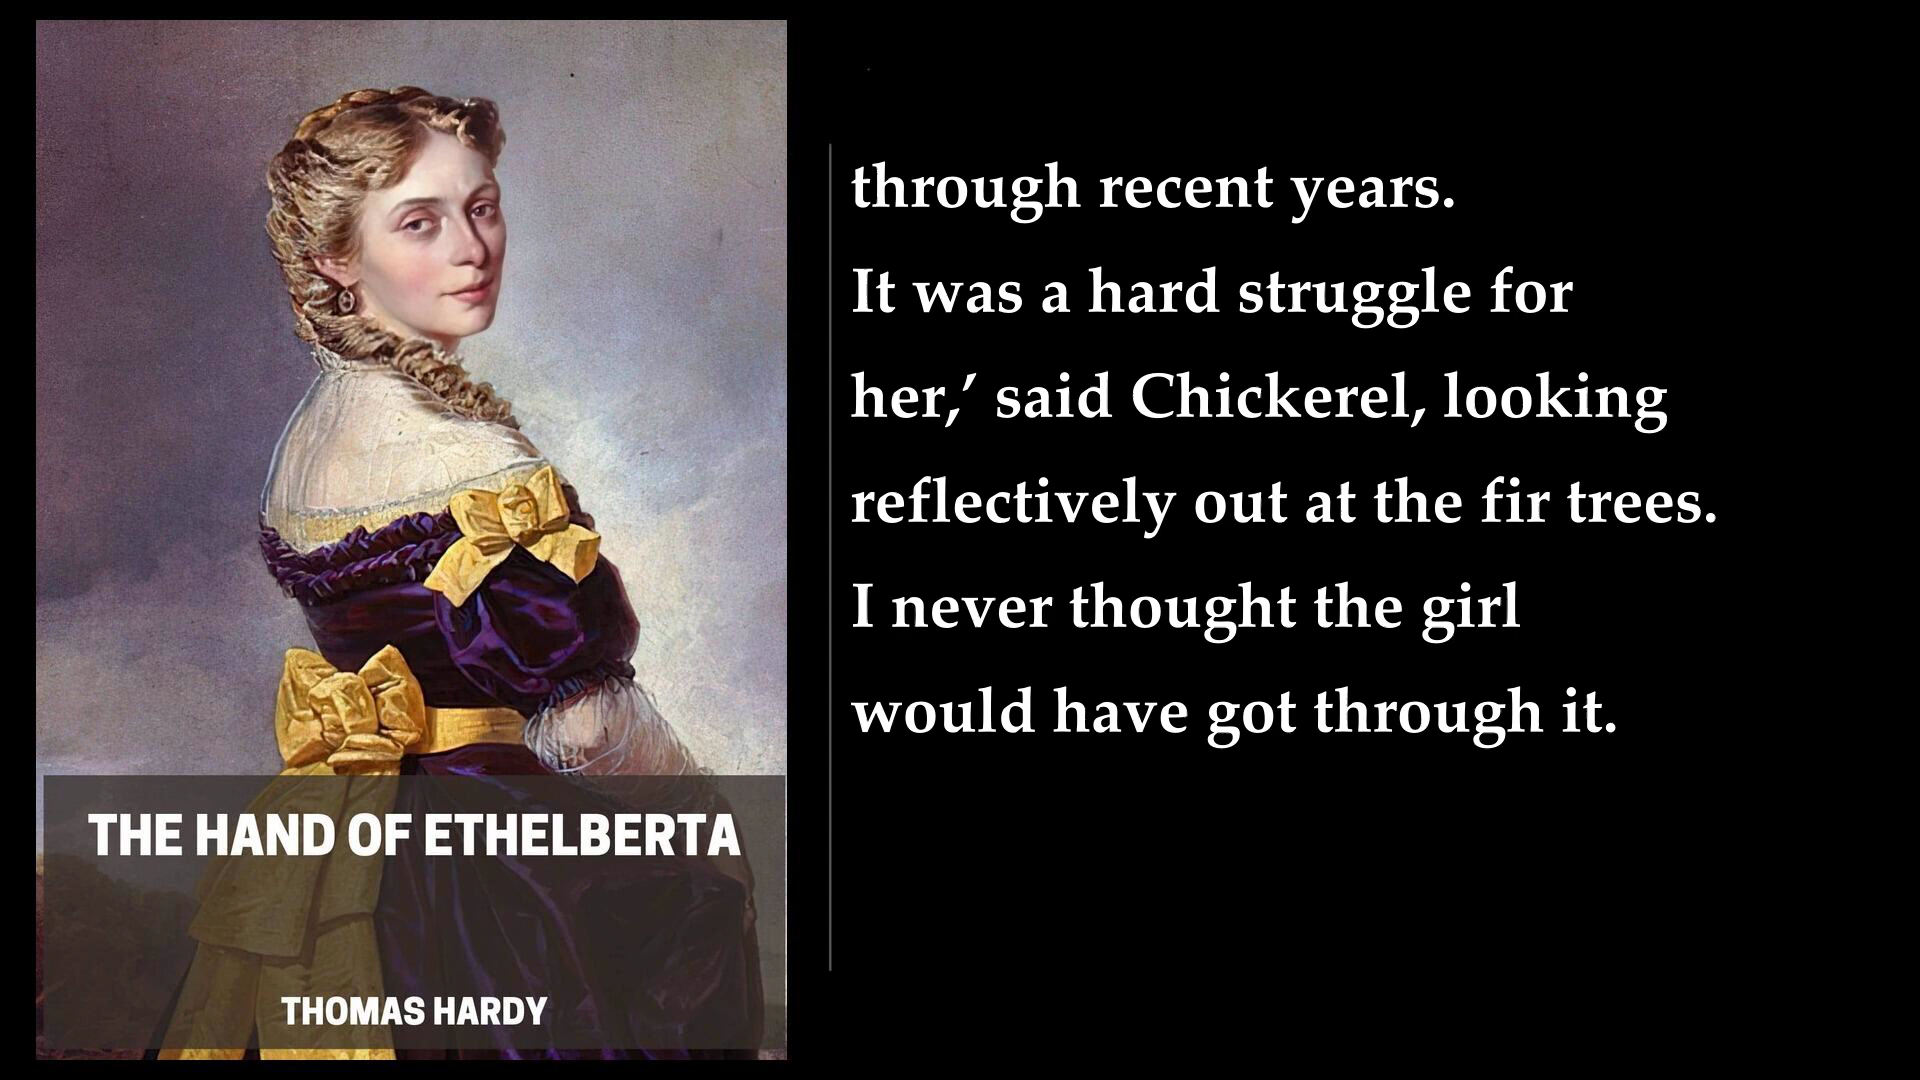 THE HAND OF ETHELBERTA
THOMAS HARDY
through recent years.
It was a hard struggle for
her,’ said Chickerel, looking
reflectively out at the fir trees.
I never thought the girl
would have got through it.